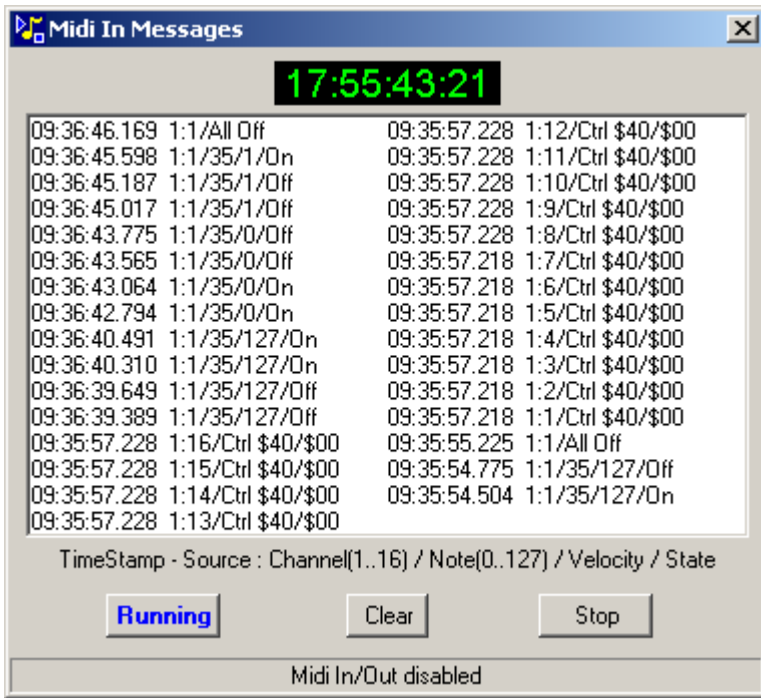 Midi In Messages
17:55:43:21
09:36:46.169 1:1/All Off
09:36:45.598 1:1/35/1/On
09:36:45.187 1:1/35/1/Off
09:36:45.017 1:1/35/1/Off
09:36:43.775 1:1/35/0/Off
09:36:43.565 1:1/35/0/Off
09:36:43.064 1:1/35/0/On
09:36:42.794 1:1/35/0/On
09:36:40.491 1:1/35/127/On
09:36:40.310 1:1/35/127/On
09:36:39.649 1:1/35/127/Off
09:36:39.389 1:1/35/127/Off
09:35:57.228 1:16/Ctrl $40/$00
09:35:57.228 1:15/Ctrl $40/$00
09:35:57.228 1:14/Ctrl $40/$00
09:35:57.228 1:13/Ctrl $40/$00
09:35:57.228 1:12/Ctrl $40/$00
09:35:57.228 1:11/Ctrl $40/$00
09:35:57.228 1:10/Ctrl $40/$00
09:35:57.228 1:9/Ctrl $40/$00
09:35:57.228 1:8/Ctrl $40/$00
09:35:57.218 1:7/Ctrl $40/$00
09:35:57.218 1:6/Ctrl $40/$00
09:35:57.218 1:5/Ctrl $40/$00
09:35:57.218 1:4/Ctrl $40/$00
09:35:57.218 1:3/Ctrl $40/$00
09:35:57.218 1:2/Ctrl $40/$00
09:35:57.218 1:1/Ctrl $40/$00
09:35:55.225 1:1/All Off
09:35:54.775 1:1/35/127/Off
09:35:54.504 1:1/35/127/On
TimeStamp - Source : Channel(1..16) / Note(0..127) / Velocity / State
Running
Clear
Stop
Midi In/Out disabled